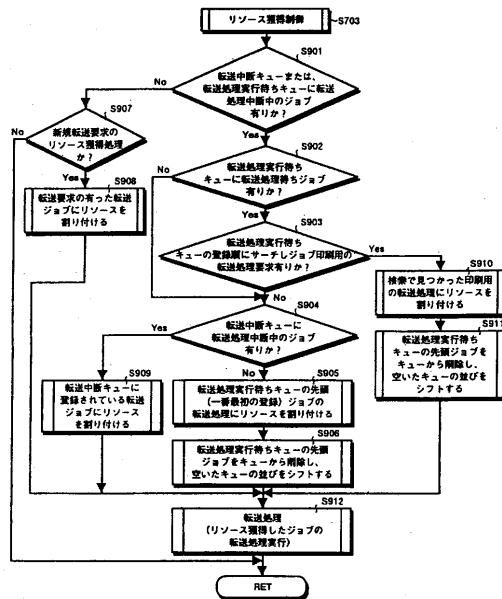 リソース獲得制御
S703
S901
転送中断キューまたは、
転送処理実行待ちキューに転送
処理中断中のジョブ
有りか？
No
Yes
S907
新規転送要求の
リソース獲得処理
か？
No
Yes
S908
転送要求の有った転送
ジョブにリソースを
割り付ける
S902
転送処理実行待ち
キューに転送処理待ちジョブ
有りか？
No
Yes
S903
転送処理実行待ち
キューの登録順にサーチしジョブ印刷用の
転送処理要求有りか？
Yes
No
S910
検索で見つかった印刷用
の転送処理にリソースを
割り付ける
S911
転送処理実行待ち
キューの先頭ジョブを
キューから削除し、
空いたキューの並びを
シフトする
S904
転送中断キューに
転送処理中断中のジョブ
有りか？
Yes
No
S909
転送中断キューに
登録されている転送
ジョブにリソース
を割り付ける
S905
転送処理実行待ちキューの先頭
(一番最初の登録) ジョブの
転送処理にリソースを割り付ける
S906
転送処理実行待ちキューの先頭
ジョブをキューから削除し、
空いたキューの並びをシフトする
S912
転送処理
(リソース獲得したジョブの
転送処理実行)
RET